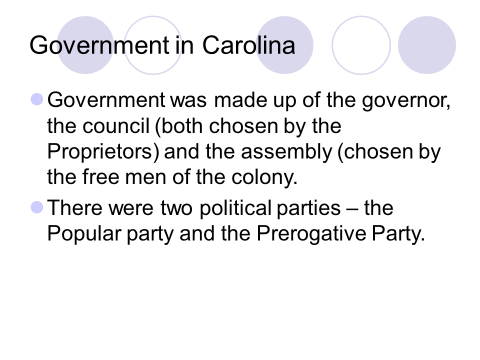 Government in Carolina
Government was made up of the governor,
the council (both chosen by the
Proprietors) and the assembly (chosen by
the free men of the colony.
There were two political parties – the
Popular party and the Prerogative Party.